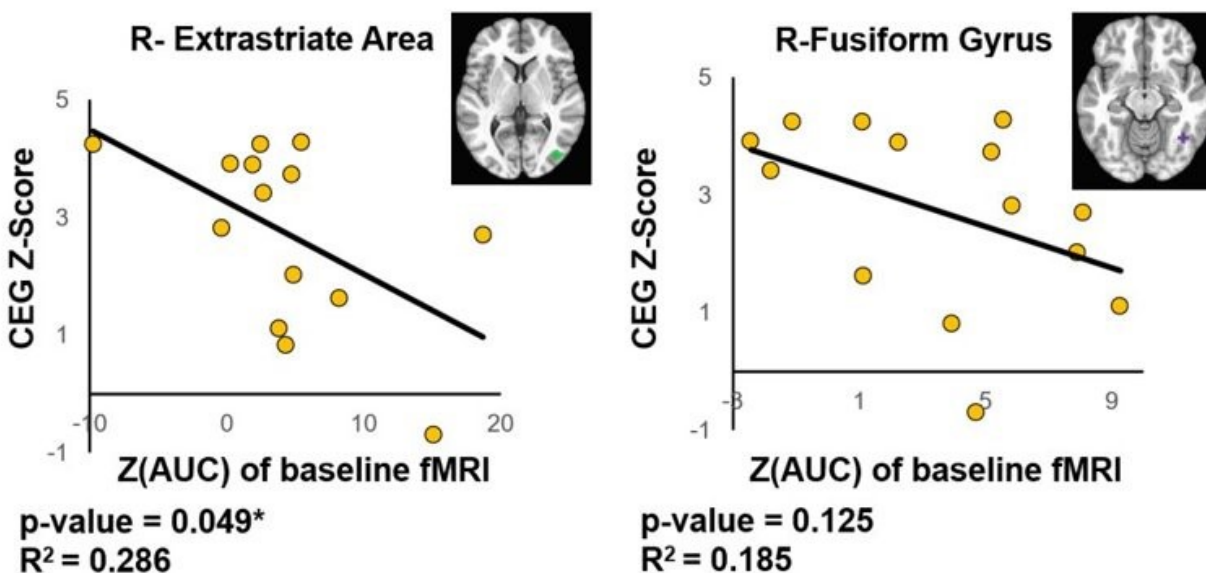 R- Extrastriate Area
5
3
1
-1
-10
0
10
20
CEG Z-Score
Z(AUC) of baseline fMRI
p-value = 0.049*
R² = 0.286
R-Fusiform Gyrus
5
3
1
-1
-3
1
5
9
CEG Z-Score
Z(AUC) of baseline fMRI
p-value = 0.125
R² = 0.185